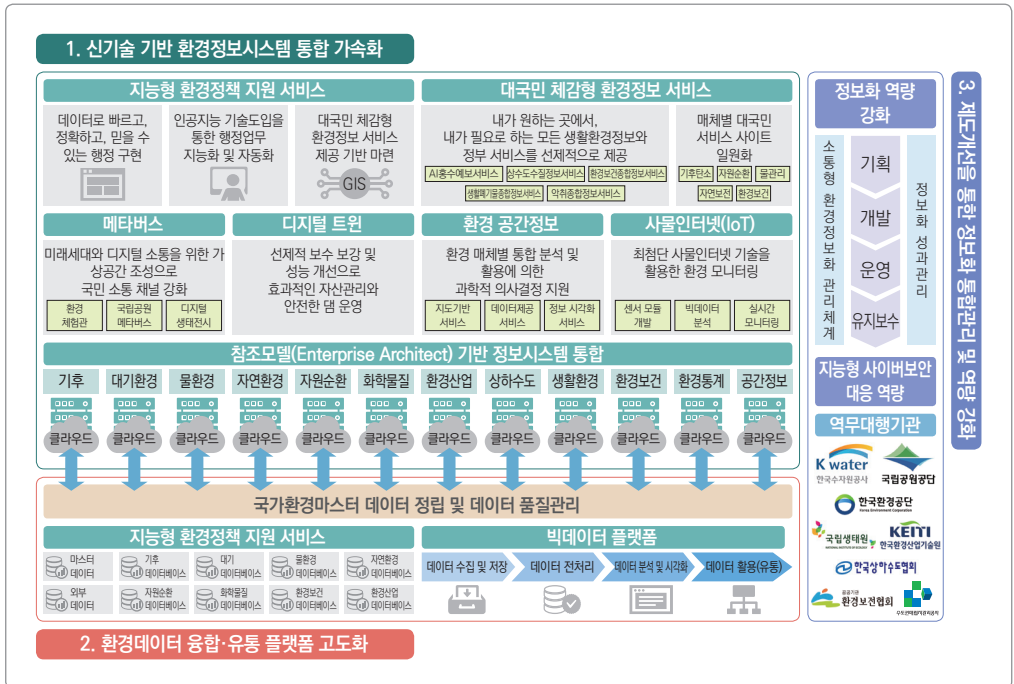 1. 신기술 기반 환경정보시스템 통합 가속화
지능형 환경정책 지원 서비스
데이터로 빠르고,
정확하고, 믿을 수
있는 행정 구현
인공지능 기술도입을
통한 행정업무
지능화 및 자동화
대국민 체감형
환경정보 서비스
제공 기반 마련
GIS
대국민 체감형 환경정보 서비스
내가 원하는 곳에서,
내가 필요로 하는 모든 생활환경정보와
정부 서비스를 선제적으로 제공
AI홍수예보서비스
상수도수질정보서비스
환경보건종합정보서비스
생활폐기물종합정보서비스
악취종합정보서비스
매체별 대국민
서비스 사이트
일원화
기후탄소
자원순환
물관리
자연보전
환경보건
메타버스
미래세대와 디지털 소통을 위한 가
상공간 조성으로
국민 소통 채널 강화
환경
체험관
국립공원
메타버스
디지털
생태전시
디지털 트윈
선제적 보수 보강 및
성능 개선으로
효과적인 자산관리와
안전한 댐 운영
환경 공간정보
환경 매체별 통합 분석 및
활용에 의한
과학적 의사결정 지원
지도기반
서비스
데이터제공
서비스
정보 시각화
서비스
사물인터넷(IoT)
최첨단 사물인터넷 기술을
활용한 환경 모니터링
센서 모듈
개발
빅데이터
분석
실시간
모니터링
참조모델(Enterprise Architect) 기반 정보시스템 통합
기후
대기환경
물환경
자연환경
자원순환
화학물질
환경산업
상하수도
생활환경
환경보건
환경통계
공간정보
클라우드
클라우드
클라우드
클라우드
클라우드
클라우드
클라우드
클라우드
클라우드
클라우드
클라우드
클라우드
국가환경마스터 데이터 정립 및 데이터 품질관리
지능형 환경정책 지원 서비스
마스터
데이터
기후
데이터베이스
대기
데이터베이스
물환경
데이터베이스
자연환경
데이터베이스
외부
데이터
자원순환
데이터베이스
화학물질
데이터베이스
환경보건
데이터베이스
환경산업
데이터베이스
빅데이터 플랫폼
데이터 수집 및 저장
데이터 전처리
데이터 분석 및 시각화
데이터 활용(유통)
2. 환경데이터 융합·유통 플랫폼 고도화
3. 제도개선을 통한 정보화 통합관리 및 역량 강화
정보화 역량
강화
소통형 환경정보화 관리체계
기획
개발
운영
유지보수
정보화 성과관리
지능형 사이버보안
대응 역량
역무대행기관
K water
한국수자원공사
국립공원공단
한국환경공단
Korea Environment Corporation
국립생태원
NATIONAL INSTITUTE OF ECOLOGY
KEITI
한국환경산업기술원
한국상하수도협회
공공기관
환경보전협회
수도권매립지관리공사